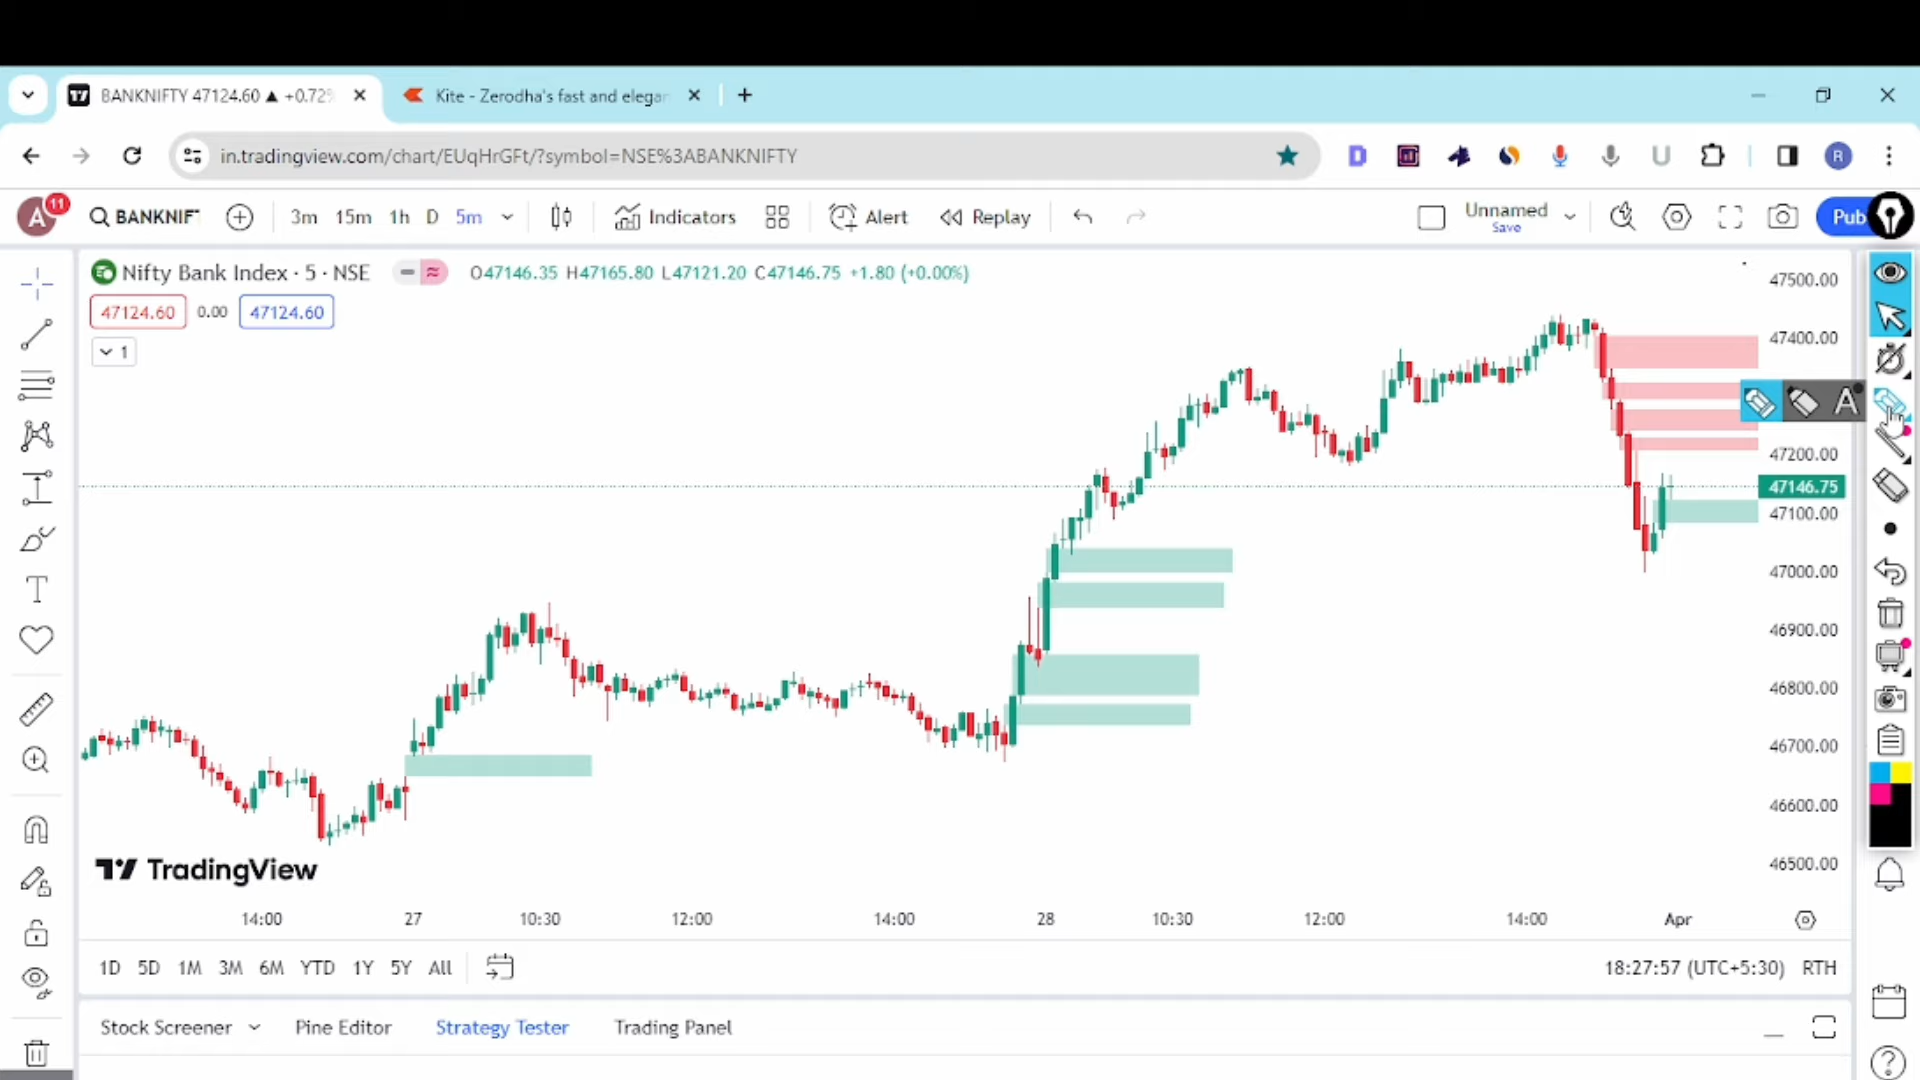 BANKNIFTY 47124.60 ▲ +0.72%
Kite - Zerodha's fast and elegan
in.tradingview.com/chart/EUqHrGFt/?symbol=NSE%3ABANKNIFTY
D
U
R
A 11
BANKNIF
3m 15m 1h D 5m
Indicators
Alert
Replay
Unnamed
Save
Pub
Nifty Bank Index · 5 · NSE
O47146.35 H47165.80 L47121.20 C47146.75 +1.80 (+0.00%)
47124.60 0.00 47124.60
1
47500.00
47400.00
A
47200.00
47146.75
47100.00
47000.00
46900.00
46800.00
46700.00
46600.00
46500.00
TradingView
14:00 27 10:30 12:00 14:00 28 10:30 12:00 14:00 Apr
1D 5D 1M 3M 6M YTD 1Y 5Y All
18:27:57 (UTC+5:30) RTH
Stock Screener Pine Editor Strategy Tester Trading Panel